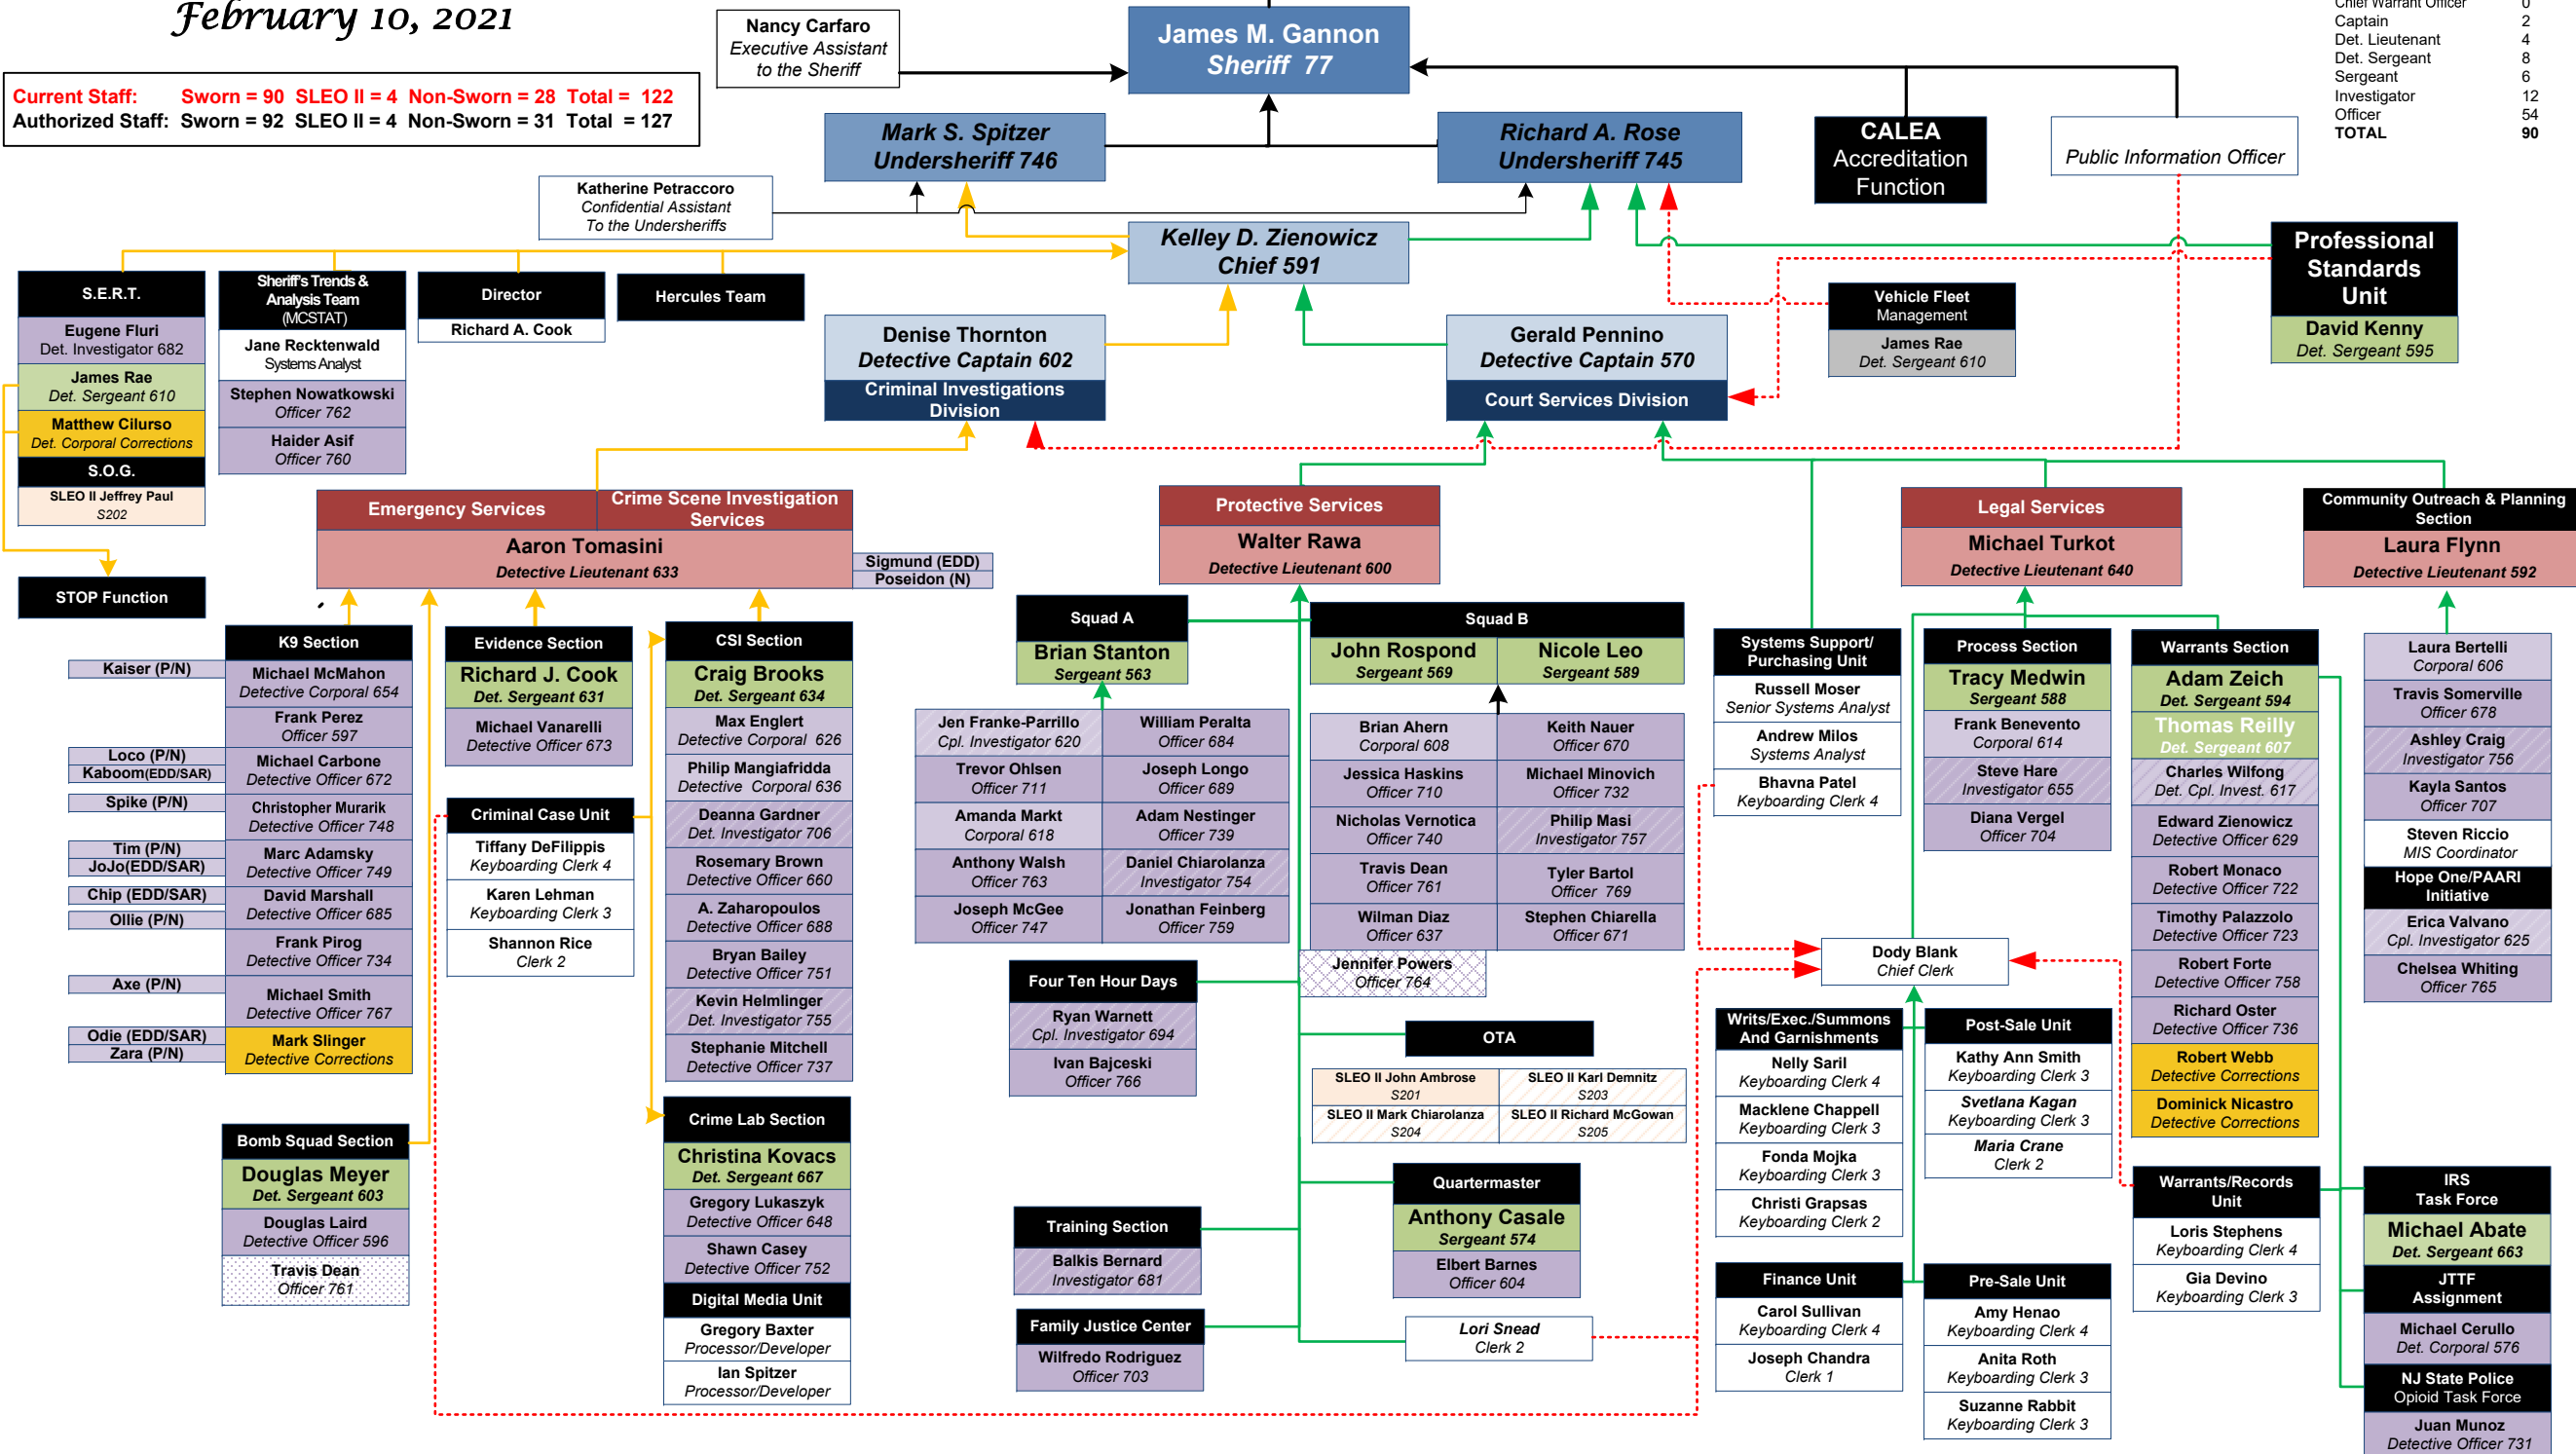 February 10, 2021
Current Staff: Sworn = 90 SLEO II = 4 Non-Sworn = 28 Total = 122
Authorized Staff: Sworn = 92 SLEO II = 4 Non-Sworn = 31 Total = 127
Nancy Carfaro
Executive Assistant
to the Sheriff
James M. Gannon
Sheriff 77
Chief Warrant Officer 0
Captain 2
Det. Lieutenant 4
Det. Sergeant 8
Sergeant 6
Investigator 12
Officer 54
TOTAL 90
Mark S. Spitzer
Undersheriff 746
Richard A. Rose
Undersheriff 745
CALEA
Accreditation
Function
Public Information Officer
Katherine Petraccoro
Confidential Assistant
To the Undersheriffs
Kelley D. Zienowicz
Chief 591
Professional
Standards
Unit
David Kenny
Det. Sergeant 595
Vehicle Fleet
Management
James Rae
Det. Sergeant 610
S.E.R.T.
Eugene Fluri
Det. Investigator 682
James Rae
Det. Sergeant 610
Matthew Cilurso
Det. Corporal Corrections
S.O.G.
SLEO II Jeffrey Paul
S202
STOP Function
Sheriff's Trends &
Analysis Team
(MCSTAT)
Jane Recktenwald
Systems Analyst
Stephen Nowatkowski
Officer 762
Haider Asif
Officer 760
Director
Richard A. Cook
Hercules Team
Denise Thornton
Detective Captain 602
Criminal Investigations
Division
Gerald Pennino
Detective Captain 570
Court Services Division
Emergency Services
Crime Scene Investigation
Services
Aaron Tomasini
Detective Lieutenant 633
Sigmund (EDD)
Poseidon (N)
Protective Services
Walter Rawa
Detective Lieutenant 600
Legal Services
Michael Turkot
Detective Lieutenant 640
Community Outreach & Planning
Section
Laura Flynn
Detective Lieutenant 592
K9 Section
Kaiser (P/N)
Michael McMahon
Detective Corporal 654
Frank Perez
Officer 597
Loco (P/N)
Kaboom(EDD/SAR)
Michael Carbone
Detective Officer 672
Spike (P/N)
Christopher Murarik
Detective Officer 748
Tim (P/N)
JoJo(EDD/SAR)
Marc Adamsky
Detective Officer 749
Chip (EDD/SAR)
Ollie (P/N)
David Marshall
Detective Officer 685
Frank Pirog
Detective Officer 734
Axe (P/N)
Michael Smith
Detective Officer 767
Odie (EDD/SAR)
Zara (P/N)
Mark Slinger
Detective Corrections
Bomb Squad Section
Douglas Meyer
Det. Sergeant 603
Douglas Laird
Detective Officer 596
Travis Dean
Officer 761
Evidence Section
Richard J. Cook
Det. Sergeant 631
Michael Vanarelli
Detective Officer 673
Criminal Case Unit
Tiffany DeFilippis
Keyboarding Clerk 4
Karen Lehman
Keyboarding Clerk 3
Shannon Rice
Clerk 2
CSI Section
Craig Brooks
Det. Sergeant 634
Max Englert
Detective Corporal 626
Philip Mangiafridda
Detective Corporal 636
Deanna Gardner
Det. Investigator 706
Rosemary Brown
Detective Officer 660
A. Zaharopoulos
Detective Officer 688
Bryan Bailey
Detective Officer 751
Kevin Helmlinger
Det. Investigator 755
Stephanie Mitchell
Detective Officer 737
Crime Lab Section
Christina Kovacs
Det. Sergeant 667
Gregory Lukaszyk
Detective Officer 648
Shawn Casey
Detective Officer 752
Digital Media Unit
Gregory Baxter
Processor/Developer
Ian Spitzer
Processor/Developer
Squad A
Brian Stanton
Sergeant 563
Jen Franke-Parrillo
Cpl. Investigator 620
William Peralta
Officer 684
Trevor Ohlsen
Officer 711
Joseph Longo
Officer 689
Amanda Markt
Corporal 618
Adam Nestinger
Officer 739
Anthony Walsh
Officer 763
Daniel Chiarolanza
Investigator 754
Joseph McGee
Officer 747
Jonathan Feinberg
Officer 759
Squad B
John Rospond
Sergeant 569
Nicole Leo
Sergeant 589
Brian Ahern
Corporal 608
Keith Nauer
Officer 670
Jessica Haskins
Officer 710
Michael Minovich
Officer 732
Nicholas Vernotica
Officer 740
Philip Masi
Investigator 757
Travis Dean
Officer 761
Tyler Bartol
Officer 769
Wilman Diaz
Officer 637
Stephen Chiarella
Officer 671
Jennifer Powers
Officer 764
Four Ten Hour Days
Ryan Warnett
Cpl. Investigator 694
Ivan Bajceski
Officer 766
OTA
SLEO II John Ambrose
S201
SLEO II Karl Demnitz
S203
SLEO II Mark Chiarolanza
S204
SLEO II Richard McGowan
S205
Quartermaster
Anthony Casale
Sergeant 574
Elbert Barnes
Officer 604
Training Section
Balkis Bernard
Investigator 681
Family Justice Center
Wilfredo Rodriguez
Officer 703
Lori Snead
Clerk 2
Systems Support/
Purchasing Unit
Russell Moser
Senior Systems Analyst
Andrew Milos
Systems Analyst
Bhavna Patel
Keyboarding Clerk 4
Process Section
Tracy Medwin
Sergeant 588
Frank Benevento
Corporal 614
Steve Hare
Investigator 655
Diana Vergel
Officer 704
Dody Blank
Chief Clerk
Writs/Exec./Summons
And Garnishments
Nelly Saril
Keyboarding Clerk 4
Macklene Chappell
Keyboarding Clerk 3
Fonda Mojka
Keyboarding Clerk 3
Christi Grapsas
Keyboarding Clerk 2
Post-Sale Unit
Kathy Ann Smith
Keyboarding Clerk 3
Svetlana Kagan
Keyboarding Clerk 3
Maria Crane
Clerk 2
Finance Unit
Carol Sullivan
Keyboarding Clerk 4
Joseph Chandra
Clerk 1
Pre-Sale Unit
Amy Henao
Keyboarding Clerk 4
Anita Roth
Keyboarding Clerk 3
Suzanne Rabbit
Keyboarding Clerk 3
Warrants Section
Adam Zeich
Det. Sergeant 594
Thomas Reilly
Det. Sergeant 607
Charles Wilfong
Det. Cpl. Invest. 617
Edward Zienowicz
Detective Officer 629
Robert Monaco
Detective Officer 722
Timothy Palazzolo
Detective Officer 723
Robert Forte
Detective Officer 758
Richard Oster
Detective Officer 736
Robert Webb
Detective Corrections
Dominick Nicastro
Detective Corrections
Warrants/Records
Unit
Loris Stephens
Keyboarding Clerk 4
Gia Devino
Keyboarding Clerk 3
Laura Bertelli
Corporal 606
Travis Somerville
Officer 678
Ashley Craig
Investigator 756
Kayla Santos
Officer 707
Steven Riccio
MIS Coordinator
Hope One/PAARI
Initiative
Erica Valvano
Cpl. Investigator 625
Chelsea Whiting
Officer 765
IRS
Task Force
Michael Abate
Det. Sergeant 663
JTTF
Assignment
Michael Cerullo
Det. Corporal 576
NJ State Police
Opioid Task Force
Juan Munoz
Detective Officer 731